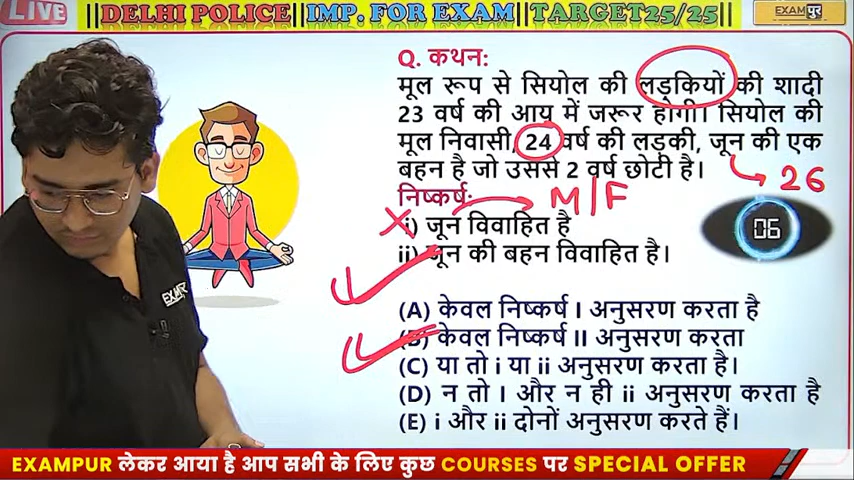 LIVE
||DELHI POLICE||IMP. FOR EXAM||TARGET25/25||
EXAMपुर
Q. कथन:
मूल रूप से सियोल की लड़कियों की शादी
23 वर्ष की आयु में जरूर होगी। सियोल की
मूल निवासी, 24 वर्ष की लड़की, जून की एक
बहन है जो उससे 2 वर्ष छोटी है।
26
निष्कर्षः
M/F
i) जून विवाहित है
06
ii) जून की बहन विवाहित है।
(A) केवल निष्कर्ष I अनुसरण करता है
(B) केवल निष्कर्ष II अनुसरण करता
(C) या तो i या ii अनुसरण करता है।
(D) न तो I और न ही ii अनुसरण करता है
(E) i और ii दोनों अनुसरण करते हैं।
EXAMपुर
EXAMPUR लेकर आया है आप सभी के लिए कुछ COURSES पर SPECIAL OFFER